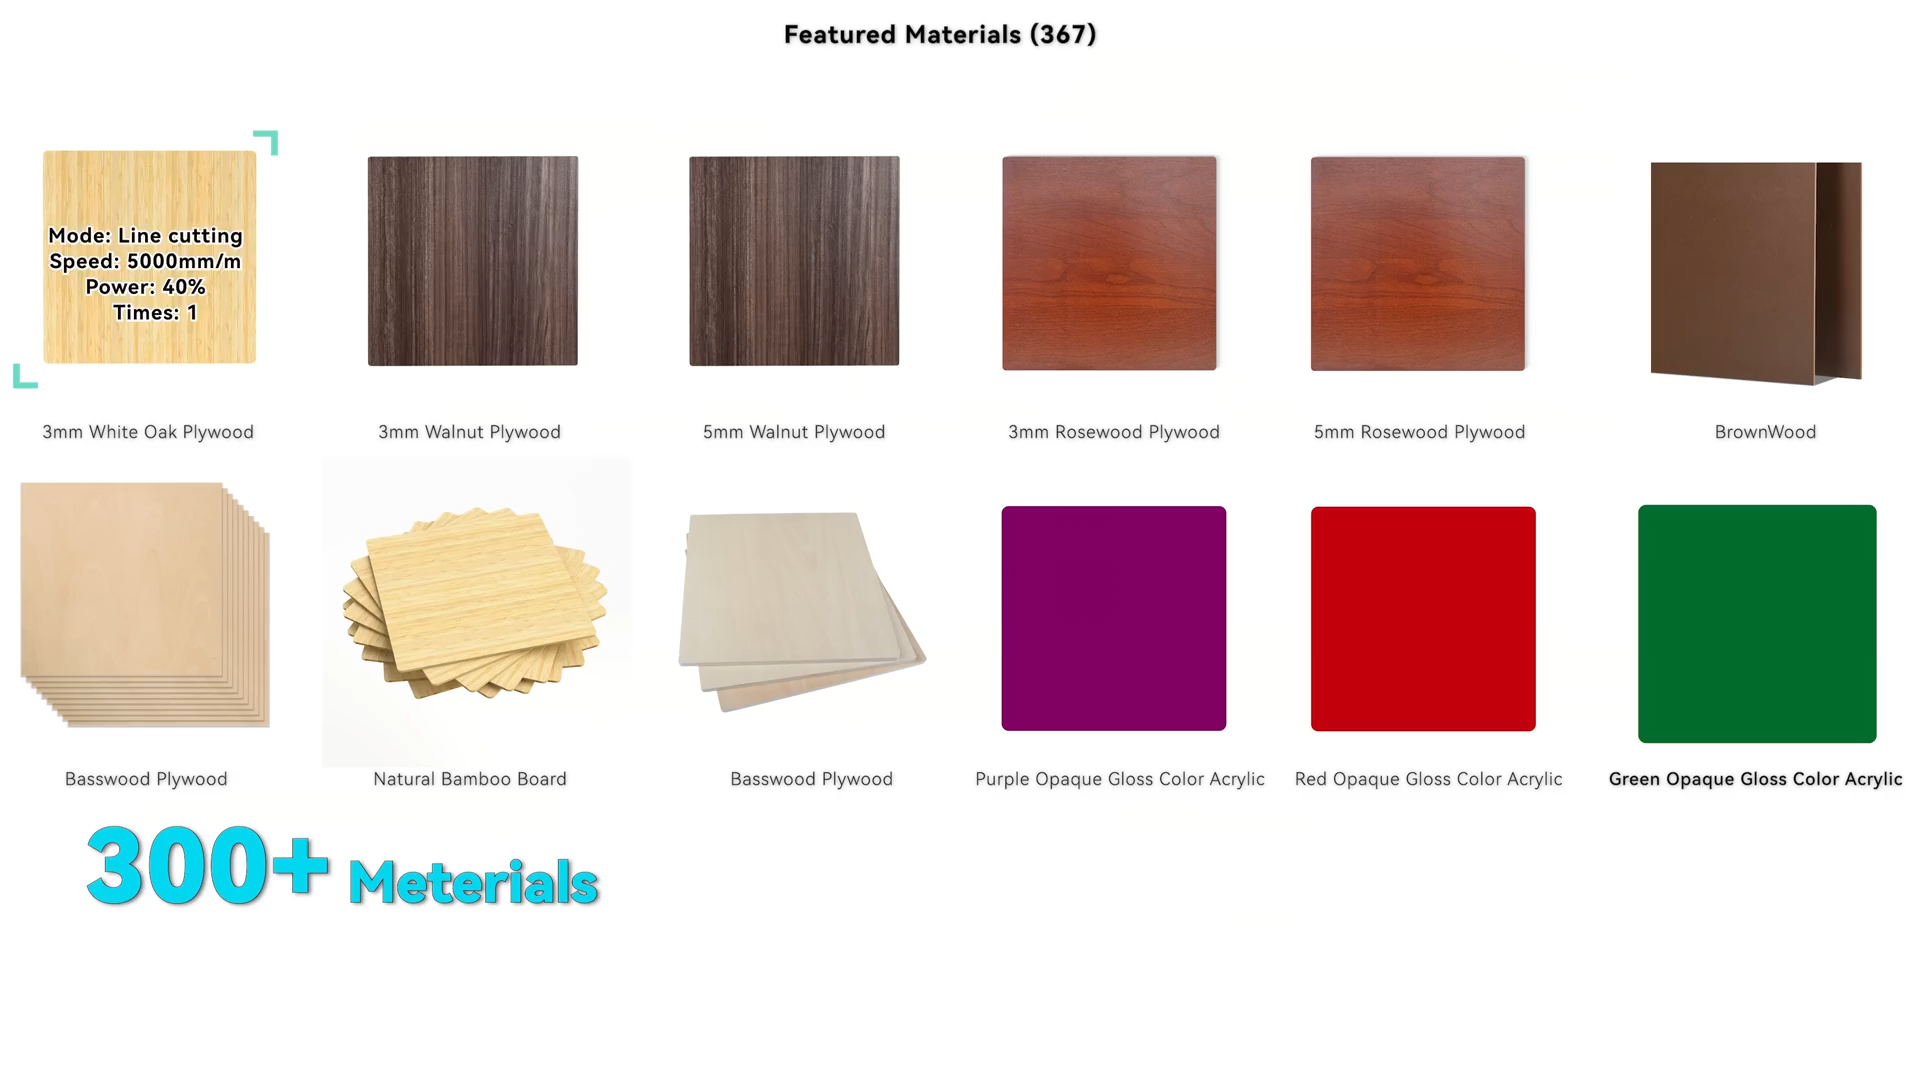 Featured Materials (367)
Mode: Line cutting
Speed: 5000mm/m
Power: 40%
Times: 1
3mm White Oak Plywood
3mm Walnut Plywood
5mm Walnut Plywood
3mm Rosewood Plywood
5mm Rosewood Plywood
BrownWood
Basswood Plywood
Natural Bamboo Board
Basswood Plywood
Purple Opaque Gloss Color Acrylic
Red Opaque Gloss Color Acrylic
Green Opaque Gloss Color Acrylic
300+ Meterials